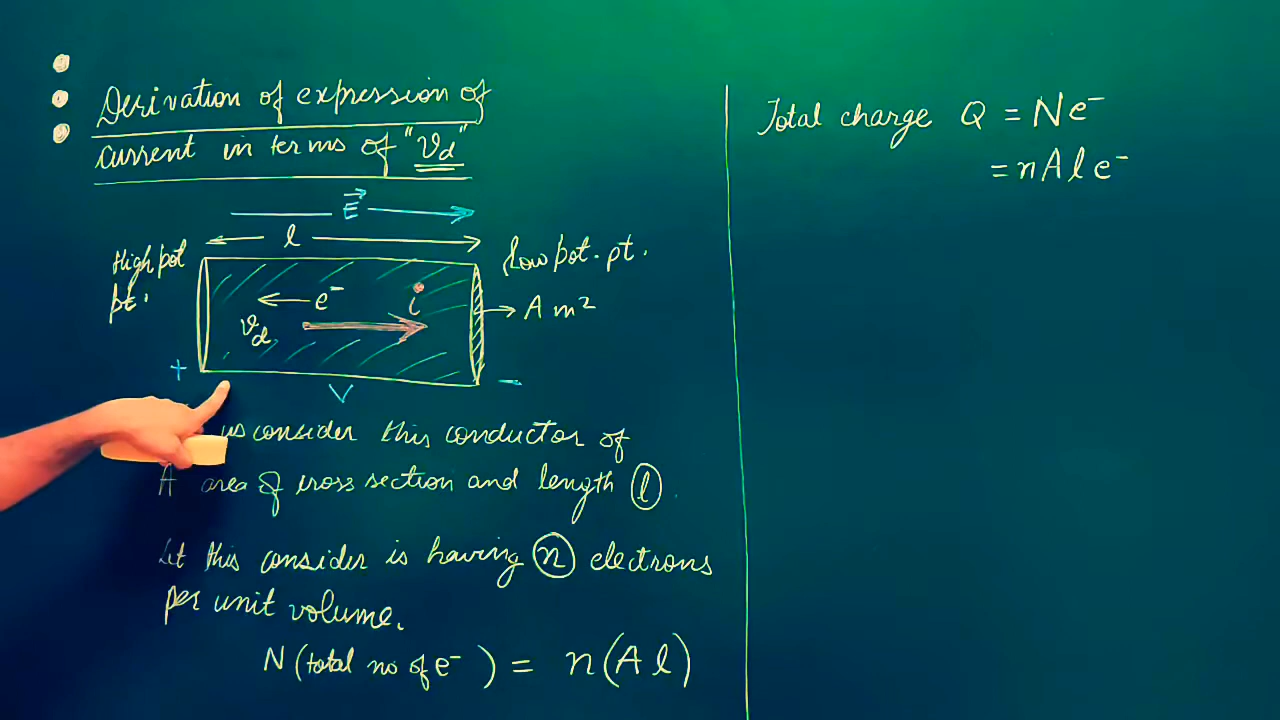 Derivation of expression of
current in terms of "vd"
E
l
High pot
pt.
Low pot. pt.
e⁻
i
vd
A m²
+
V
−
us consider this conductor of
A area of cross section and length l.
Let this consider is having n electrons
per unit volume.
N (total no of e⁻ ) = n(A l)
Total charge Q = Ne⁻
= nAle⁻